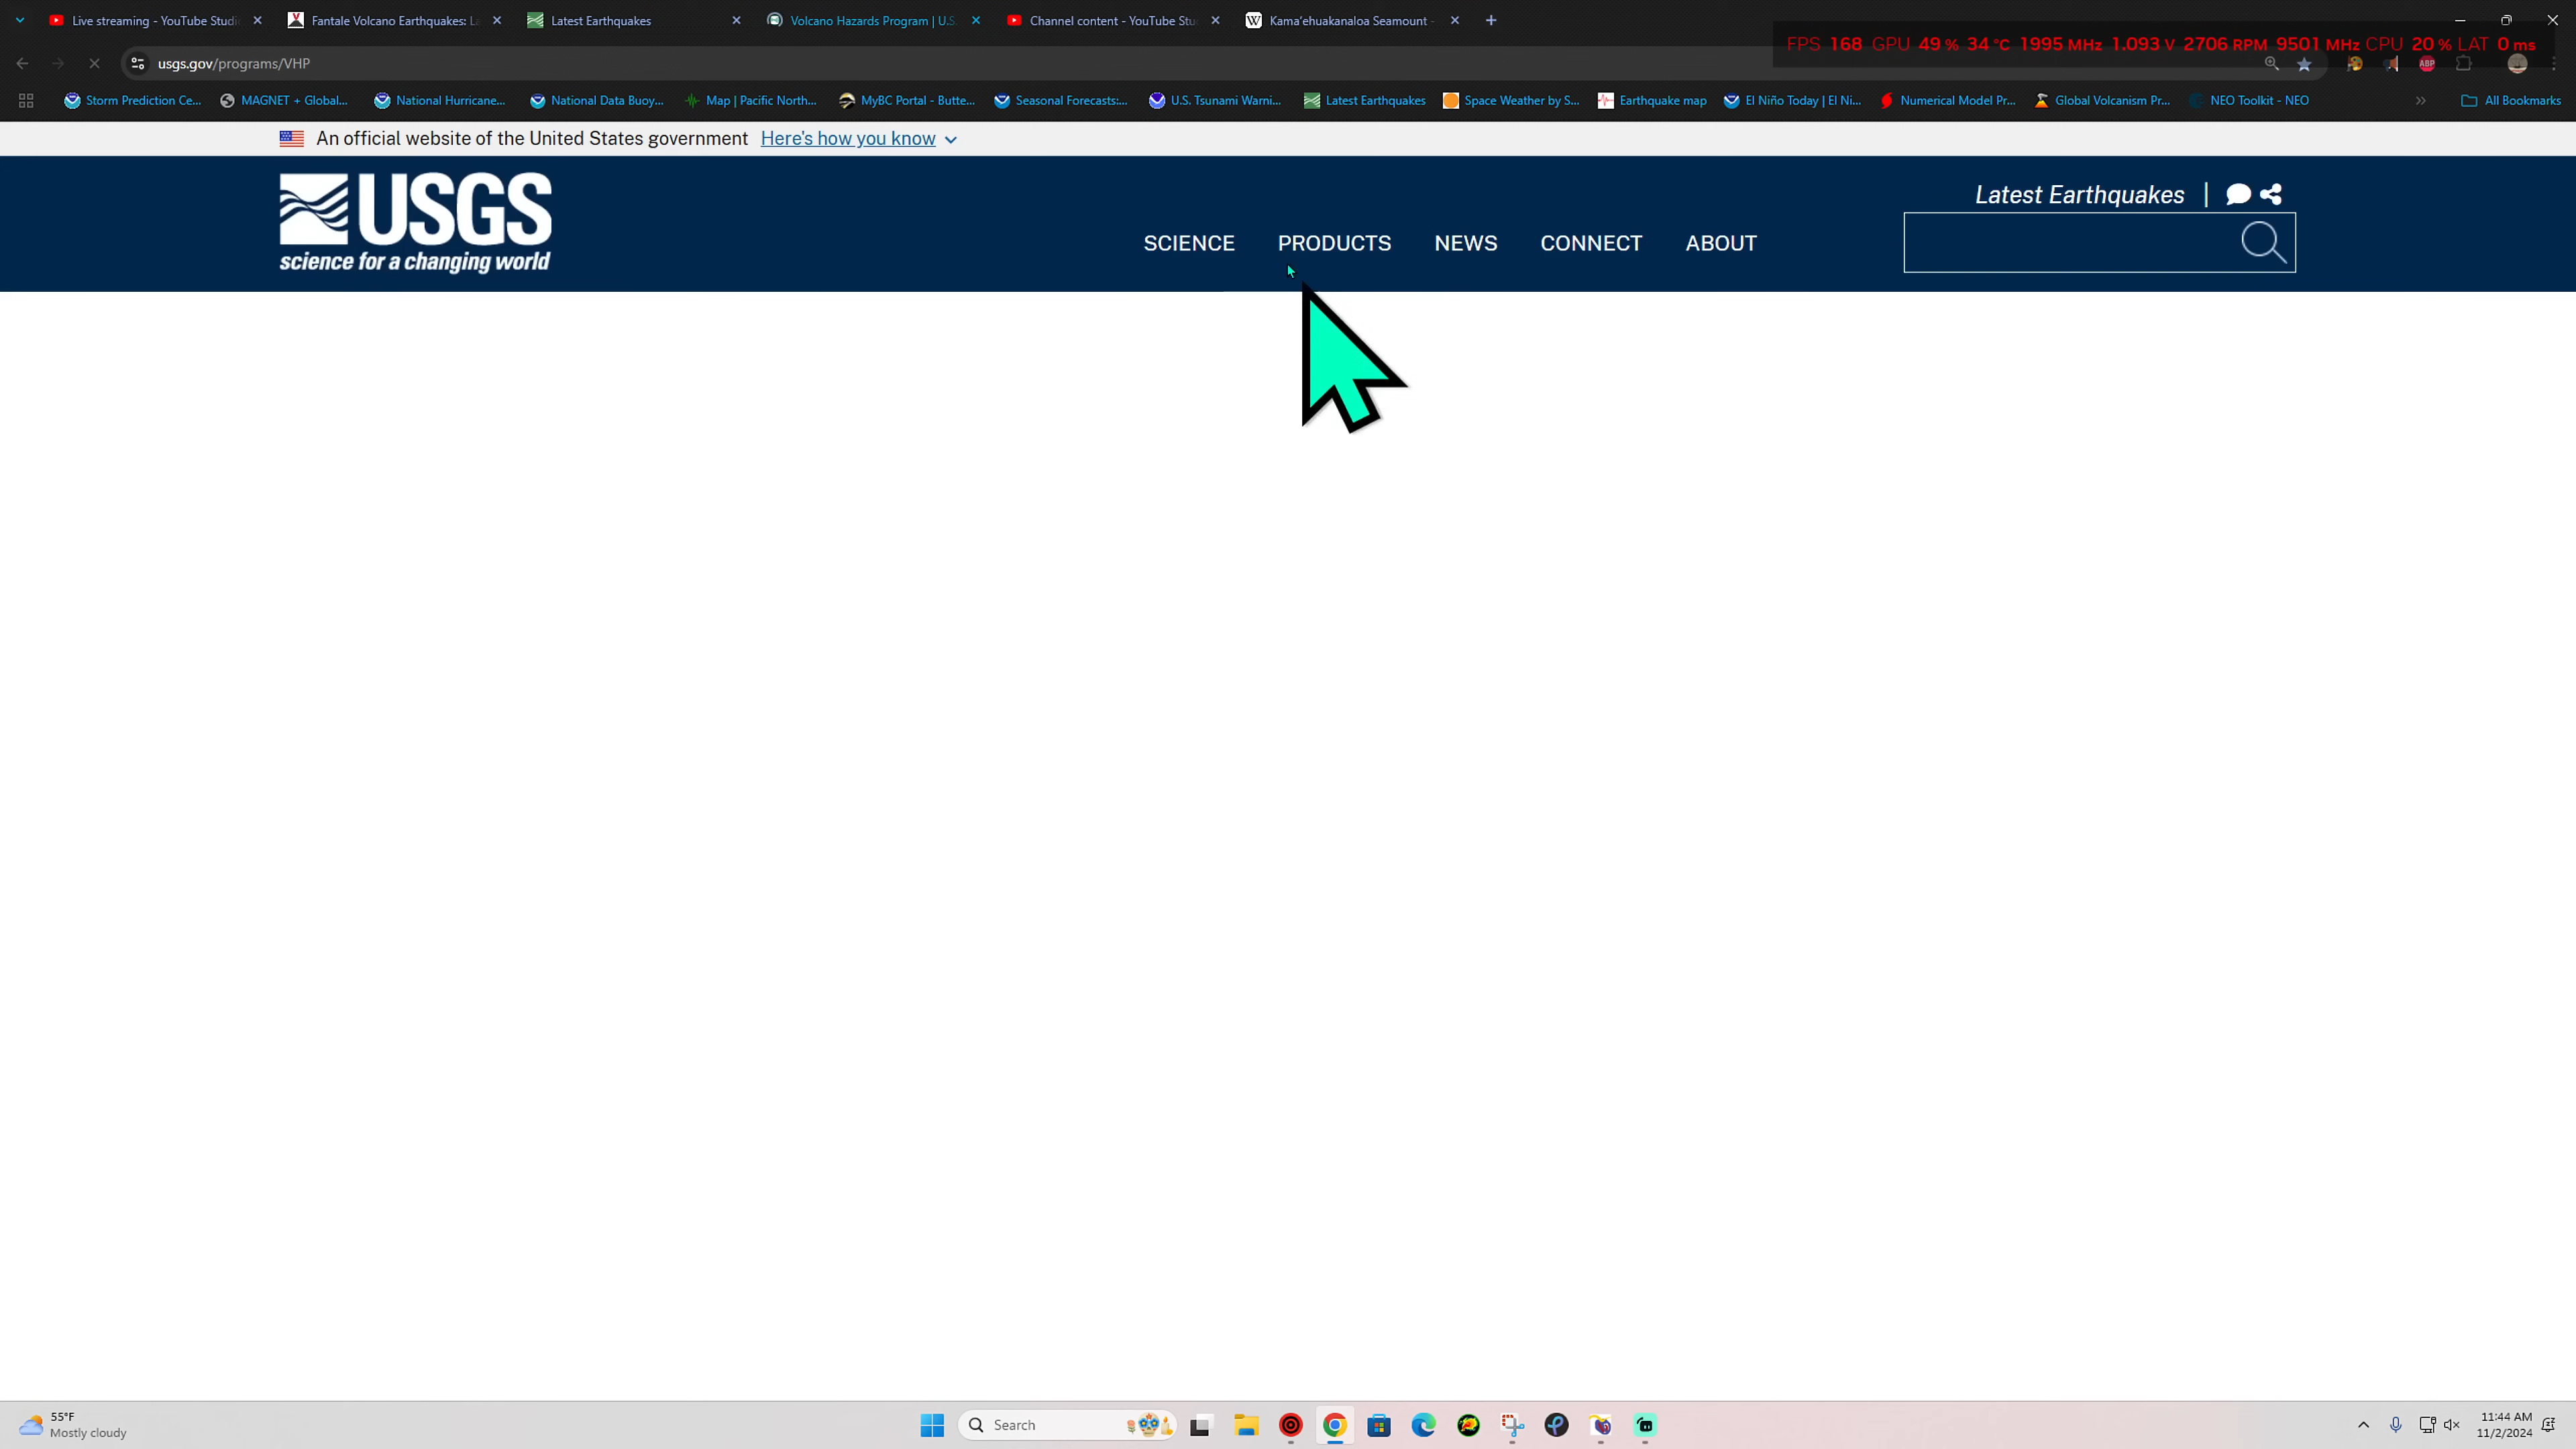 Live streaming - YouTube Studi
Fantale Volcano Earthquakes: La
Latest Earthquakes
Volcano Hazards Program | U.S.
Channel content - YouTube Stu
Kamaʻehuakanaloa Seamount -
FPS 168 GPU 49 % 34 °C 1995 MHz 1.093 V 2706 RPM 9501 MHz CPU 20 % LAT 0 ms
usgs.gov/programs/VHP
ABP
Storm Prediction Ce...
MAGNET + Global...
National Hurricane...
National Data Buoy...
Map | Pacific North...
MyBC Portal - Butte...
Seasonal Forecasts:...
U.S. Tsunami Warni...
Latest Earthquakes
Space Weather by S...
Earthquake map
El Niño Today | El Ni...
Numerical Model Pr...
Global Volcanism Pr...
NEO Toolkit - NEO
All Bookmarks
An official website of the United States government Here's how you know
USGS
science for a changing world
Latest Earthquakes |
SCIENCE PRODUCTS NEWS CONNECT ABOUT
55°F
Mostly cloudy
Search
11:44 AM
11/2/2024